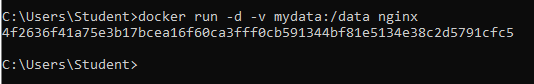 C:\Users\Student>docker run -d -v mydata:/data nginx
4f2636f41a75e3b17bcea16f60ca3fff0cb591344bf81e5134e38c2d5791cfc5
C:\Users\Student>